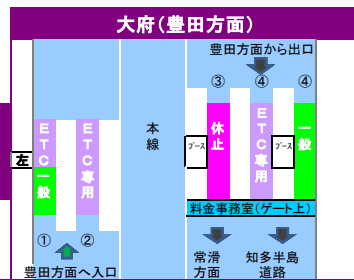 大府（豊田方面）
豊田方面から出口
③
④
④
ETC一般
ETC専用
本線
休止
ETC専用
一般
ブース
ブース
左
料金事務室（ゲート上）
①
②
豊田方面へ入口
常滑
方面
知多半島
道路